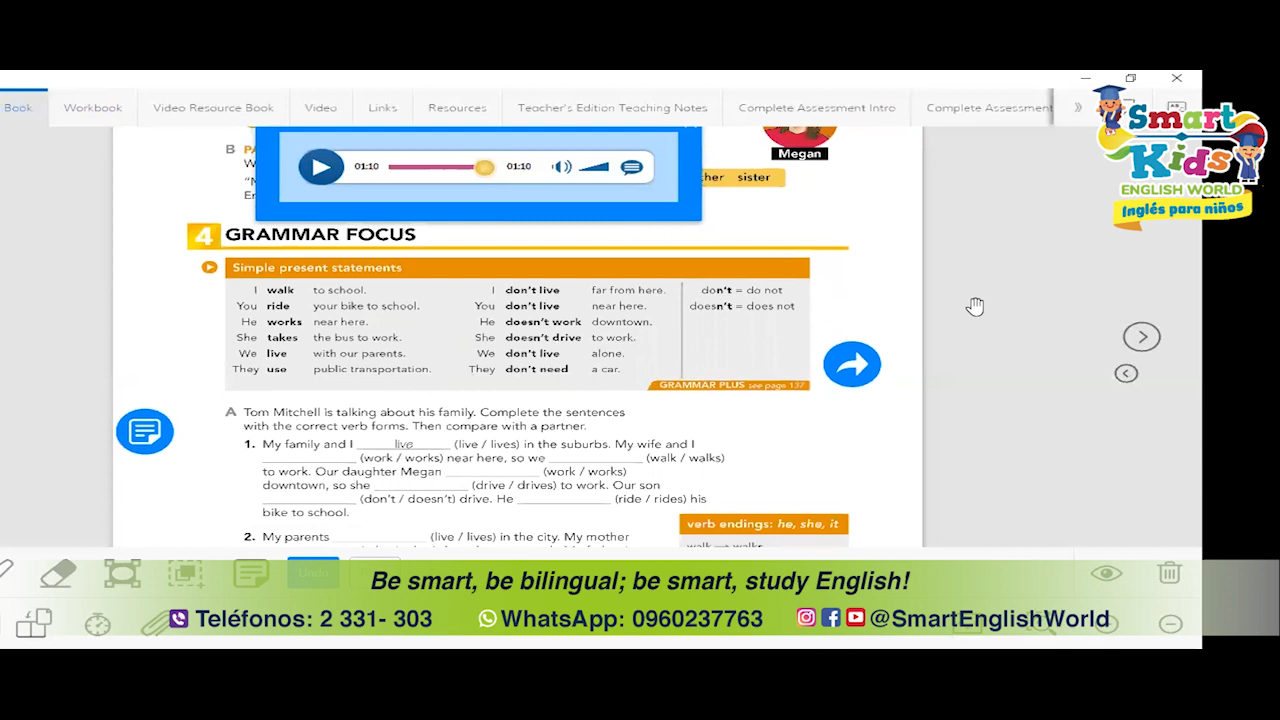 Book Workbook Video Resource Book Video Links Resources Teacher's Edition Teaching Notes Complete Assessment Intro Complete Assessment
Smart
Kids
ENGLISH WORLD
Inglés para niños
B
01:10 01:10
Megan
sister
4 GRAMMAR FOCUS
Simple present statements
I walk to school. I don't live far from here. don't = do not
You ride your bike to school. You don't live near here. doesn't = does not
He works near here. He doesn't work downtown.
She takes the bus to work. She doesn't drive to work.
We live with our parents. We don't live alone.
They use public transportation. They don't need a car.
GRAMMAR PLUS see page 137
A Tom Mitchell is talking about his family. Complete the sentences
with the correct verb forms. Then compare with a partner.
1. My family and I live (live / lives) in the suburbs. My wife and I
(work / works) near here, so we (walk / walks)
to work. Our daughter Megan (work / works)
downtown, so she (drive / drives) to work. Our son
(don't / doesn't) drive. He (ride / rides) his
bike to school.
verb endings: he, she, it
2. My parents (live / lives) in the city. My mother
Undo
Be smart, be bilingual; be smart, study English!
Teléfonos: 2 331- 303 WhatsApp: 0960237763 @SmartEnglishWorld